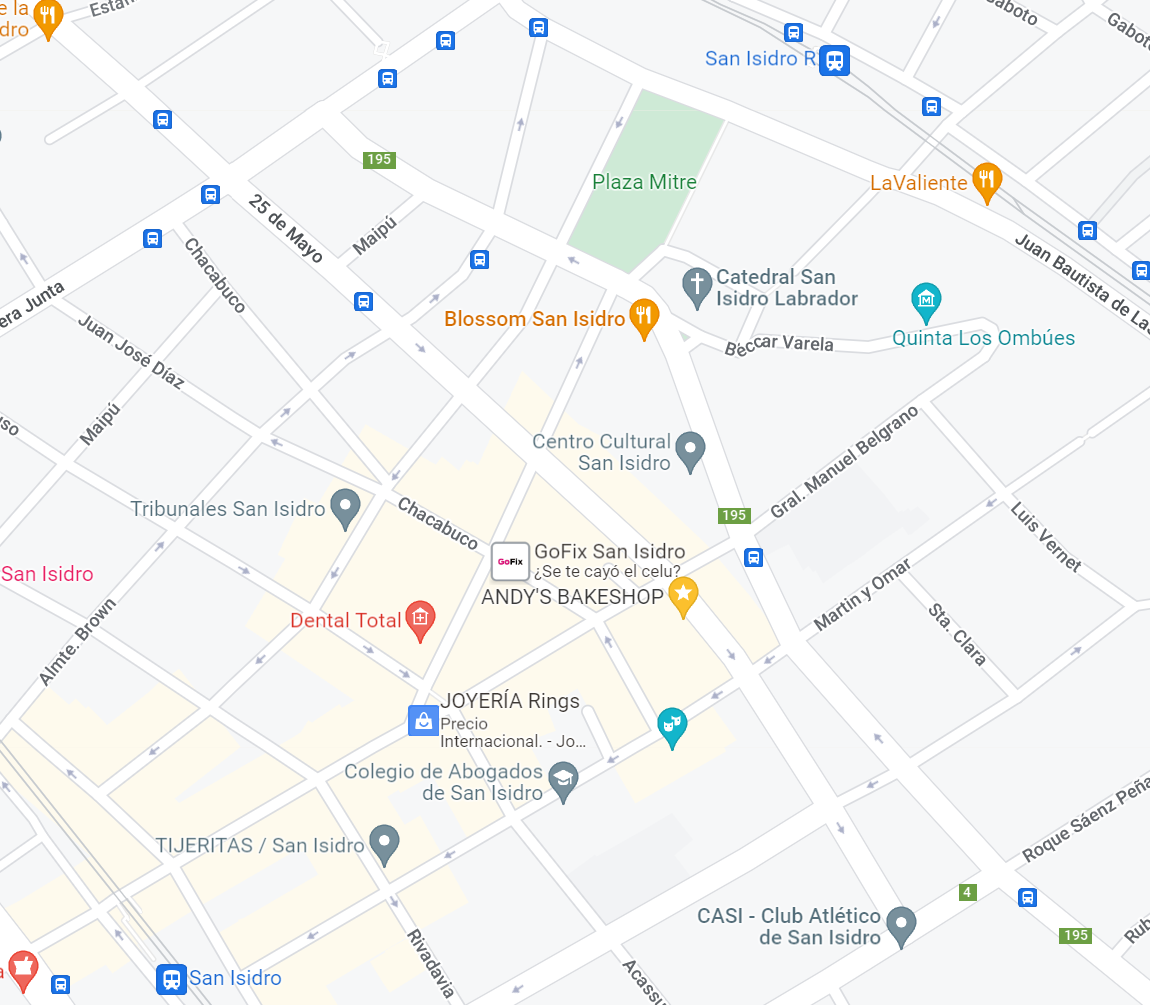 e la
dro
Estan
Gaboto
Gaboto
San Isidro R
195
Plaza Mitre
LaValiente
25 de Mayo
Maipú
Chacabuco
Juan Bautista de La
Catedral San
Isidro Labrador
era Junta
Blossom San Isidro
Quinta Los Ombúes
Beccar Varela
Juan José Díaz
Maipú
uso
Centro Cultural
San Isidro
Gral. Manuel Belgrano
Tribunales San Isidro
Chacabuco
195
Luis Vernet
GoFix
GoFix San Isidro
¿Se te cayó el celu?
San Isidro
ANDY'S BAKESHOP
Martin y Omar
Dental Total
Almte. Brown
Sta. Clara
JOYERÍA Rings
Precio
Internacional. - Jo...
Colegio de Abogados
de San Isidro
Roque Sáenz Peña
TIJERITAS / San Isidro
4
CASI - Club Atlético
de San Isidro
195
Rub
Rivadavia
Acassu
a
San Isidro